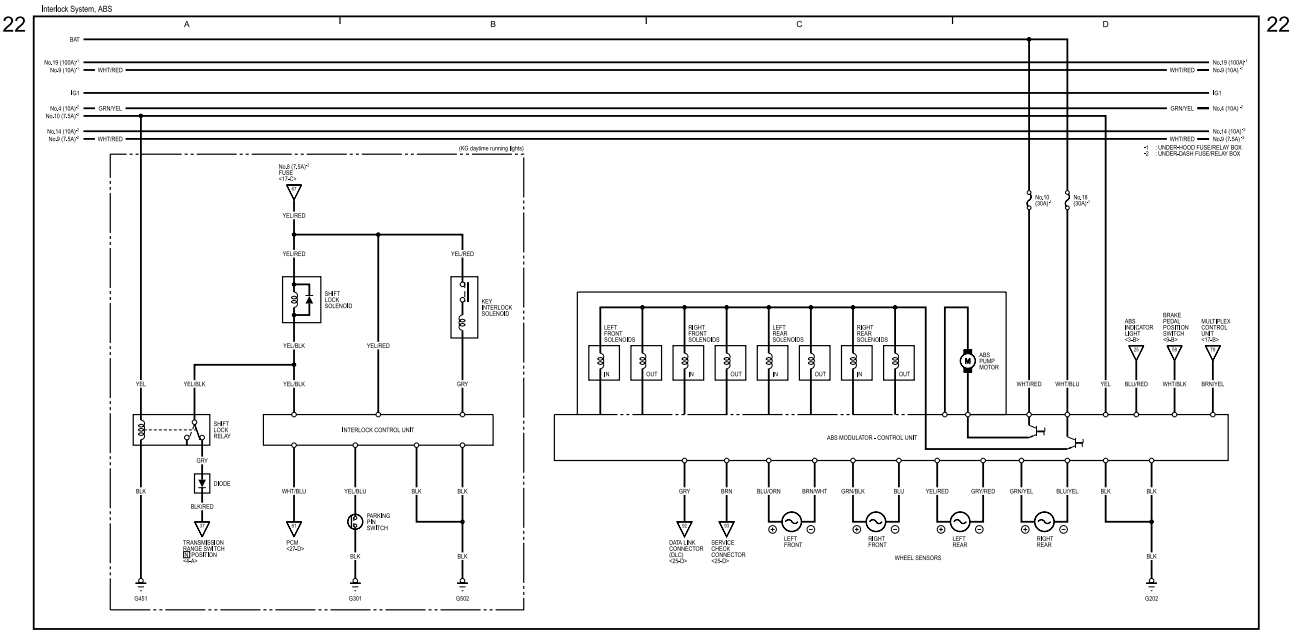 Interlock System, ABS
22
22
A
B
C
D
BAT
No.19 (100A)*1
No.19 (100A)*1
No.9 (10A)*1
WHT/RED
WHT/RED
No.9 (10A)*1
IG1
IG1
No.4 (10A)*2
GRN/YEL
GRN/YEL
No.4 (10A)*2
No.10 (7.5A)*2
No.14 (10A)*2
No.14 (10A)*2
No.9 (7.5A)*2
WHT/RED
WHT/RED
No.9 (7.5A)*2
(KG daytime running lights)
*1 : UNDER-HOOD FUSE/RELAY BOX
*2 : UNDER-DASH FUSE/RELAY BOX
No.8 (7.5A)*2
FUSE
<17-C>
YEL/RED
YEL/RED
YEL/RED
SHIFT
LOCK
SOLENOID
KEY
INTERLOCK
SOLENOID
YEL/BLK
YEL/RED
YEL
YEL/BLK
YEL/BLK
GRY
SHIFT
LOCK
RELAY
INTERLOCK CONTROL UNIT
GRY
DIODE
BLK
WHT/BLU
YEL/BLU
BLK
BLK
BLK/RED
PARKING
PIN
SWITCH
TRANSMISSION
RANGE SWITCH
N POSITION
<4-A>
PCM
<27-D>
BLK
BLK
G451
G301
G502
No.10
(30A)*1
No.18
(30A)*1
LEFT
FRONT
SOLENOIDS
RIGHT
FRONT
SOLENOIDS
LEFT
REAR
SOLENOIDS
RIGHT
REAR
SOLENOIDS
IN
OUT
IN
OUT
IN
OUT
IN
OUT
M
ABS
PUMP
MOTOR
ABS
INDICATOR
LIGHT
<3-B>
BRAKE
PEDAL
POSITION
SWITCH
<9-B>
MULTIPLEX
CONTROL
UNIT
<17-B>
WHT/RED
WHT/BLU
YEL
BLU/RED
WHT/BLK
BRN/YEL
ABS MODULATOR - CONTROL UNIT
GRY
BRN
BLU/ORN
BRN/WHT
GRN/BLK
BLU
YEL/RED
GRY/RED
GRN/YEL
BLU/YEL
BLK
BLK
DATA LINK
CONNECTOR
(DLC)
<25-D>
SERVICE
CHECK
CONNECTOR
<25-D>
LEFT
FRONT
RIGHT
FRONT
LEFT
REAR
RIGHT
REAR
WHEEL SENSORS
BLK
G202